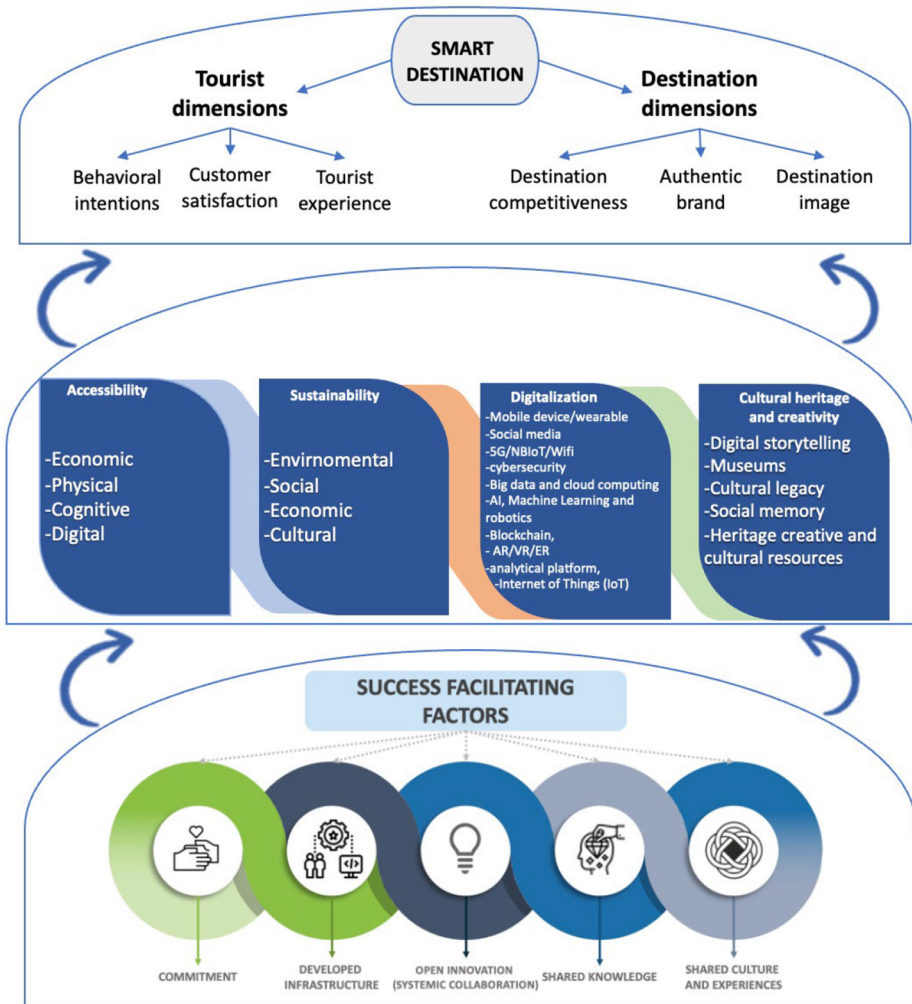 SMART
DESTINATION
Tourist
dimensions
Destination
dimensions
Behavioral
intentions
Customer
satisfaction
Tourist
experience
Destination
competitiveness
Authentic
brand
Destination
image
Accessibility
-Economic
-Physical
-Cognitive
-Digital
Sustainability
-Envirnomental
-Social
-Economic
-Cultural
Digitalization
-Mobile device/wearable
-Social media
-5G/NBIoT/Wifi
-cybersecurity
-Big data and cloud computing
-AI, Machine Learning and
robotics
-Blockchain,
- AR/VR/ER
-analytical platform,
-Internet of Things (IoT)
Cultural heritage
and creativity
-Digital storytelling
-Museums
-Cultural legacy
-Social memory
-Heritage creative and
cultural resources
SUCCESS FACILITATING
FACTORS
COMMITMENT
DEVELOPED
INFRASTRUCTURE
OPEN INNOVATION
(SYSTEMIC COLLABORATION)
SHARED KNOWLEDGE
SHARED CULTURE
AND EXPERIENCES